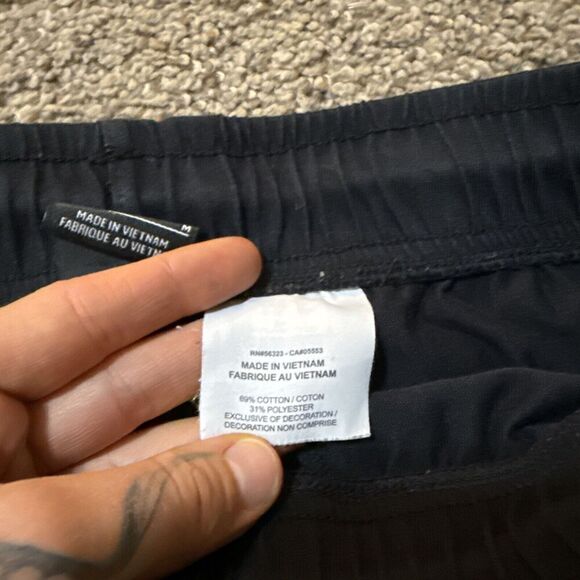 M
MADE IN VIETNAM
FABRIQUE AU
RN#56323 - CA#05553
MADE IN VIETNAM
FABRIQUE AU VIETNAM
69% COTTON / COTON
31% POLYESTER
EXCLUSIVE OF DECORATION /
DECORATION NON COMPRISE